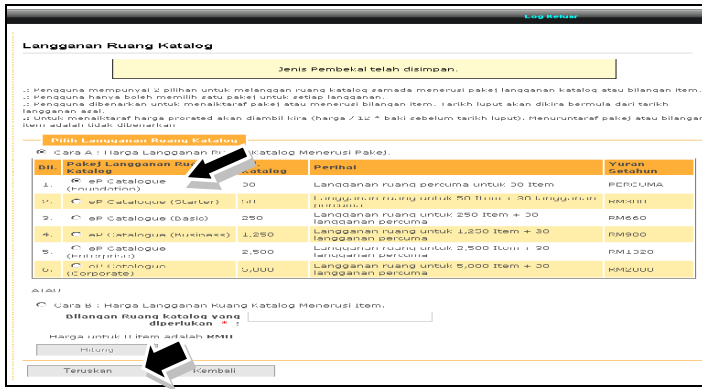 Log Keluar
Langganan Ruang Katalog
Jenis Pembekal telah disimpan.
.: Pengguna mempunyai 2 pilihan untuk melanggan ruang katalog samada menerusi pakej langganan katalog atau bilangan item.
.: Pengguna hanya boleh memilih satu pakej untuk setiap langganan.
.: Pengguna dibenarkan untuk menaiktaraf pakej atau menerusi bilangan item. Tarikh luput akan dikira bermula dari tarikh
langganan asal.
.: Untuk menaiktaraf harga prorated akan diambil kira (harga / 12 * baki sebelum tarikh luput). Menuruntaraf pakej atau bilangan
item adalah tidak dibenarkan
Pilih Langganan Ruang Katalog
Cara A : Harga Langganan Ruang Katalog Menerusi Pakej.
Bil. Pakej Langganan Katalog Katalog Perihal Yuran Setahun
1. eP Catalogue (Foundation) 30 Langganan ruang percuma untuk 30 Item PERCUMA
2. eP Catalogue (Starter) 50 Langganan ruang untuk 50 Item + 30 langganan percuma RM300
3. eP Catalogue (Basic) 250 Langganan ruang untuk 250 Item + 30 langganan percuma RM660
4. eP Catalogue (Business) 1,250 Langganan ruang untuk 1,250 Item + 30 langganan percuma RM900
5. eP Catalogue (Enterprise) 2,500 Langganan ruang untuk 2,500 Item + 30 langganan percuma RM1320
6. eP Catalogue (Corporate) 5,000 Langganan ruang untuk 5,000 Item + 30 langganan percuma RM2000
ATAU
Cara B : Harga Langganan Ruang Katalog Menerusi Item.
Bilangan Ruang katalog yang
diperlukan * :
Harga untuk 0 item adalah RM0
Hitung
Teruskan Kembali